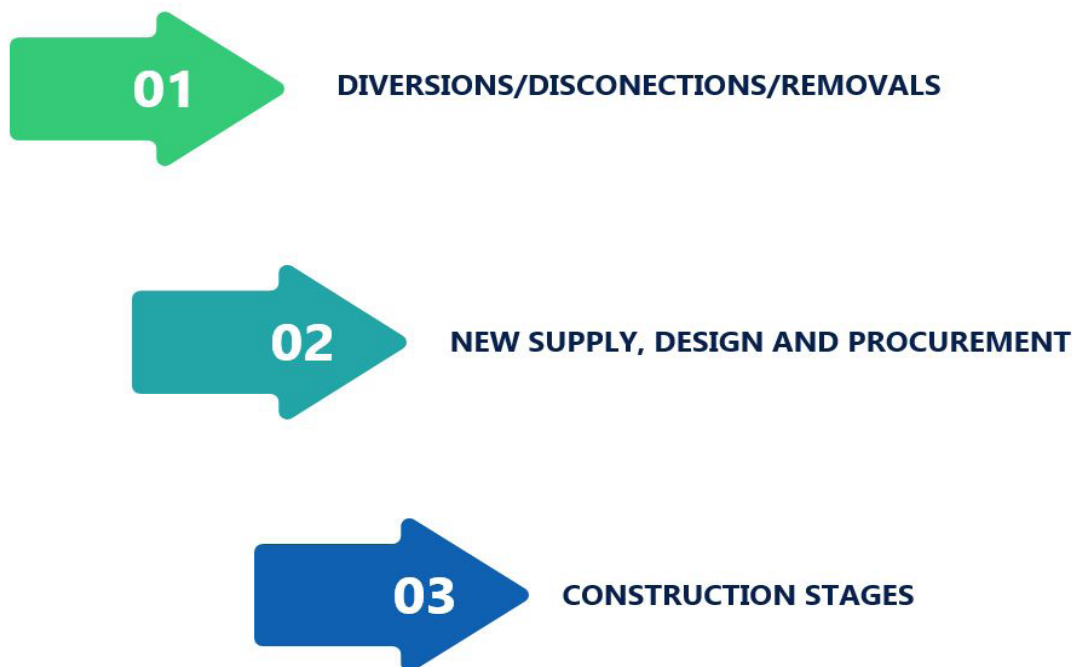 01
DIVERSIONS/DISCONECTIONS/REMOVALS
02
NEW SUPPLY, DESIGN AND PROCUREMENT
03
CONSTRUCTION STAGES